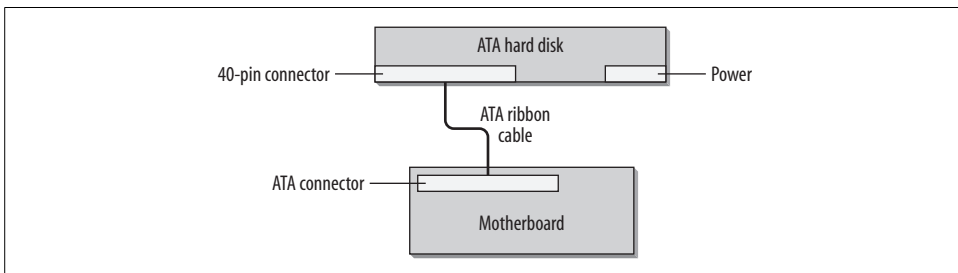 ATA hard disk
40-pin connector
Power
ATA ribbon
cable
ATA connector
Motherboard